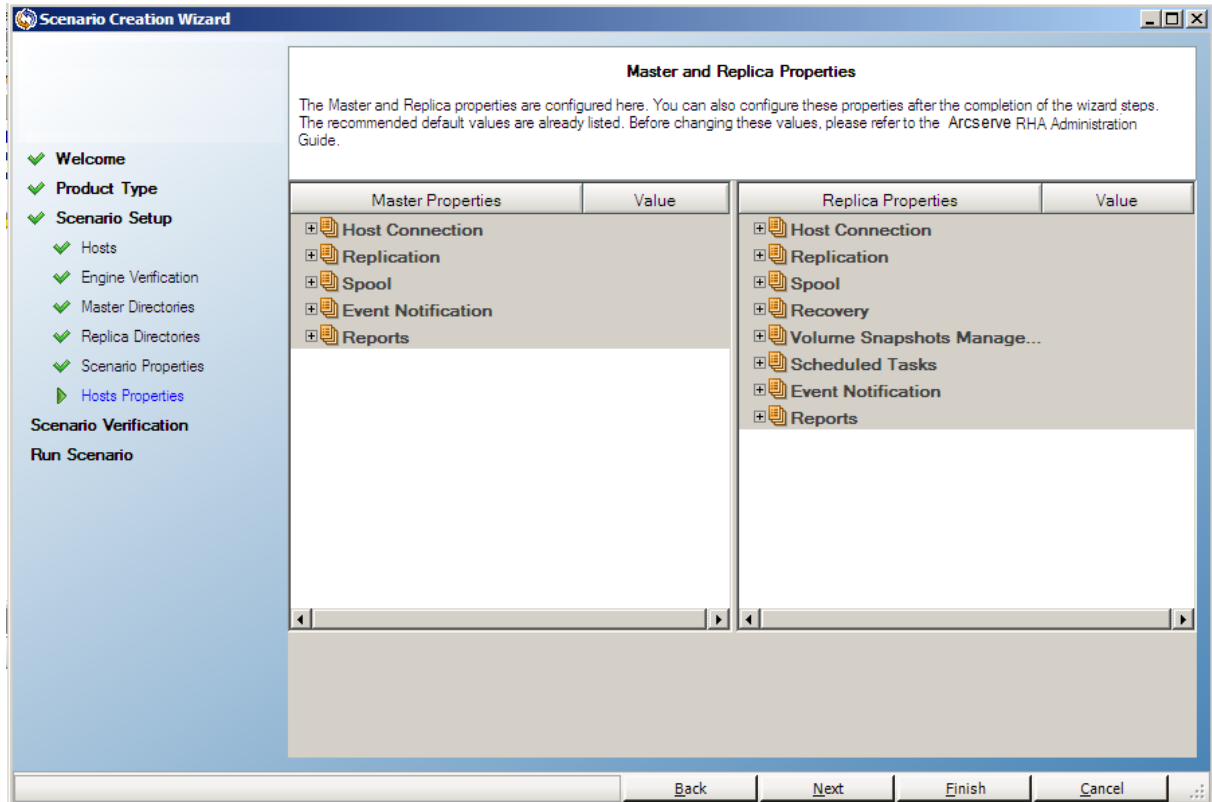 Scenario Creation Wizard
Master and Replica Properties
The Master and Replica properties are configured here. You can also configure these properties after the completion of the wizard steps.
The recommended default values are already listed. Before changing these values, please refer to the Arcserve RHA Administration
Guide.
Welcome
Product Type
Scenario Setup
Hosts
Engine Verification
Master Directories
Replica Directories
Scenario Properties
Hosts Properties
Scenario Verification
Run Scenario
Master Properties Value
Host Connection
Replication
Spool
Event Notification
Reports
Replica Properties Value
Host Connection
Replication
Spool
Recovery
Volume Snapshots Manage...
Scheduled Tasks
Event Notification
Reports
Back Next Finish Cancel